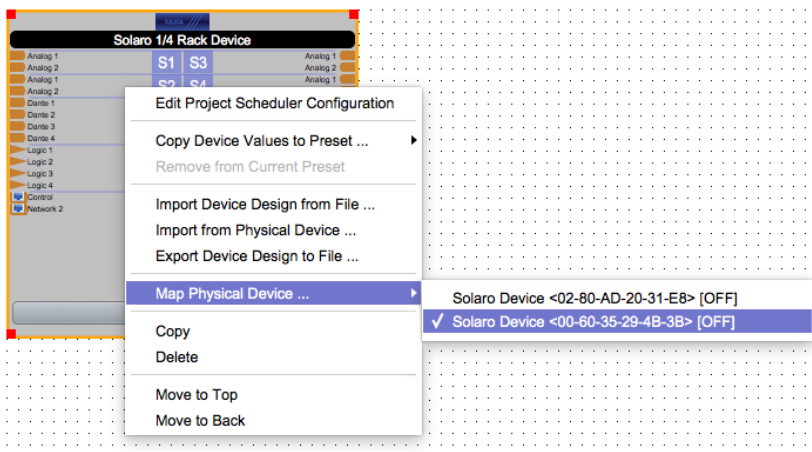 Solaro 1/4 Rack Device
Analog 1
Analog 2
Analog 1
Analog 2
Dante 1
Dante 2
Dante 3
Dante 4
Logic 1
Logic 2
Logic 3
Logic 4
Control
Network 2
S1 S3
S2 S4
Analog 1
Analog 2
Analog 1
Edit Project Scheduler Configuration
Copy Device Values to Preset ...
Remove from Current Preset
Import Device Design from File ...
Import from Physical Device ...
Export Device Design to File ...
Map Physical Device ...
Copy
Delete
Move to Top
Move to Back
Solaro Device <02-80-AD-20-31-E8> [OFF]
✓ Solaro Device <00-60-35-29-4B-3B> [OFF]